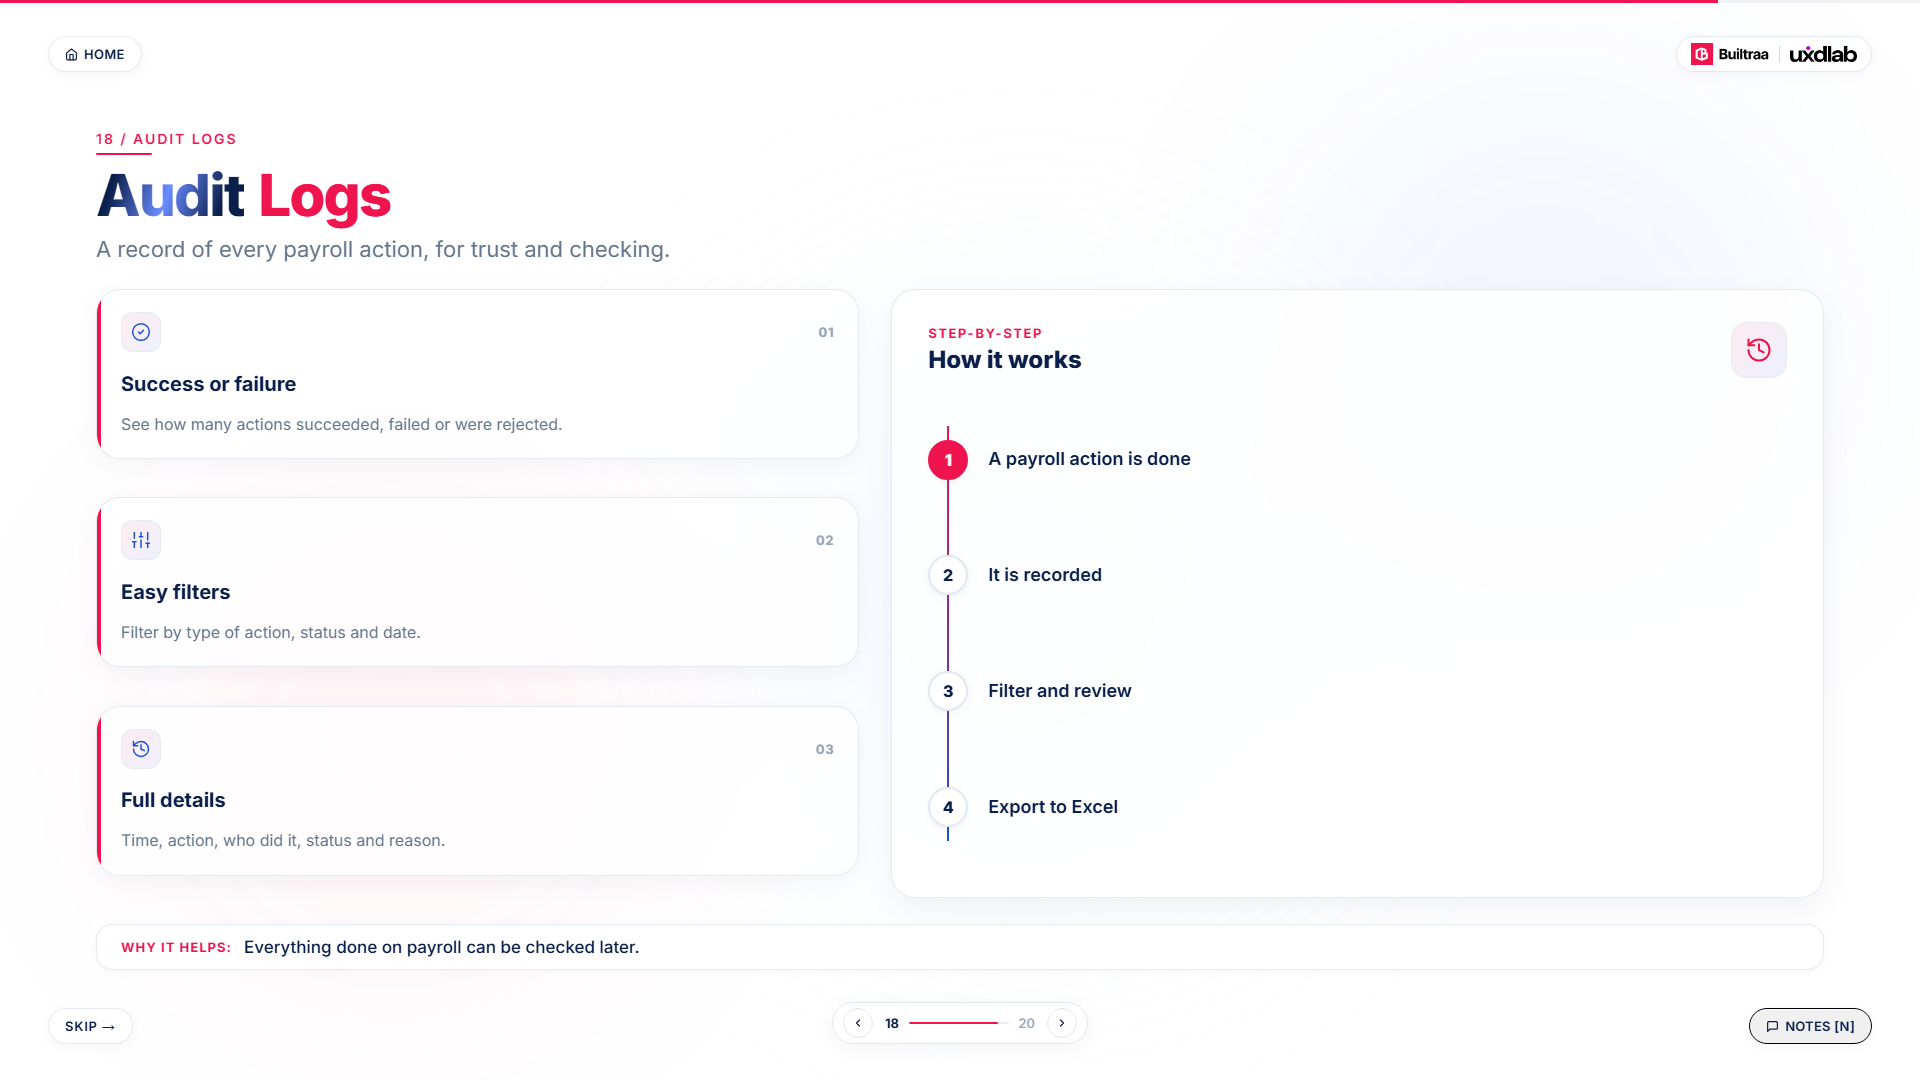 HOME
Builtraa
uxdlab
18 / AUDIT LOGS
Audit Logs
A record of every payroll action, for trust and checking.
01
Success or failure
See how many actions succeeded, failed or were rejected.
02
Easy filters
Filter by type of action, status and date.
03
Full details
Time, action, who did it, status and reason.
STEP-BY-STEP
How it works
1 A payroll action is done
2 It is recorded
3 Filter and review
4 Export to Excel
WHY IT HELPS: Everything done on payroll can be checked later.
SKIP →
18 20
NOTES [N]